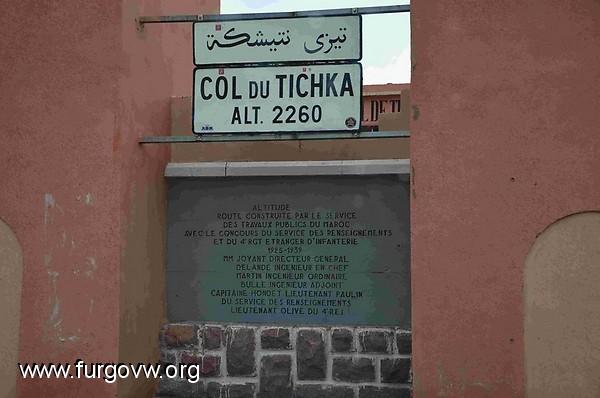 تيزي نتيشكة
COL DU TICHKA
ALT. 2260
ALTITUDE
ROUTE CONSTRUITE PAR LE SERVICE
DES TRAVAUX PUBLICS DU MAROC
AVEC LE CONCOURS DU SERVICE DES RENSEIGNEMENTS
ET DU 4e RGT ETRANGER D'INFANTERIE
1925-1939
MM JOYANT DIRECTEUR GENERAL
DELANDE INGENIEUR EN CHEF
MARTIN INGENIEUR ORDINAIRE
BULLE INGENIEUR ADJOINT
CAPITAINE HONDET LIEUTENANT PAULIN
DU SERVICE DES RENSEIGNEMENTS
LIEUTENANT OLIVE DU 4e R.E.I
www.furgovw.org